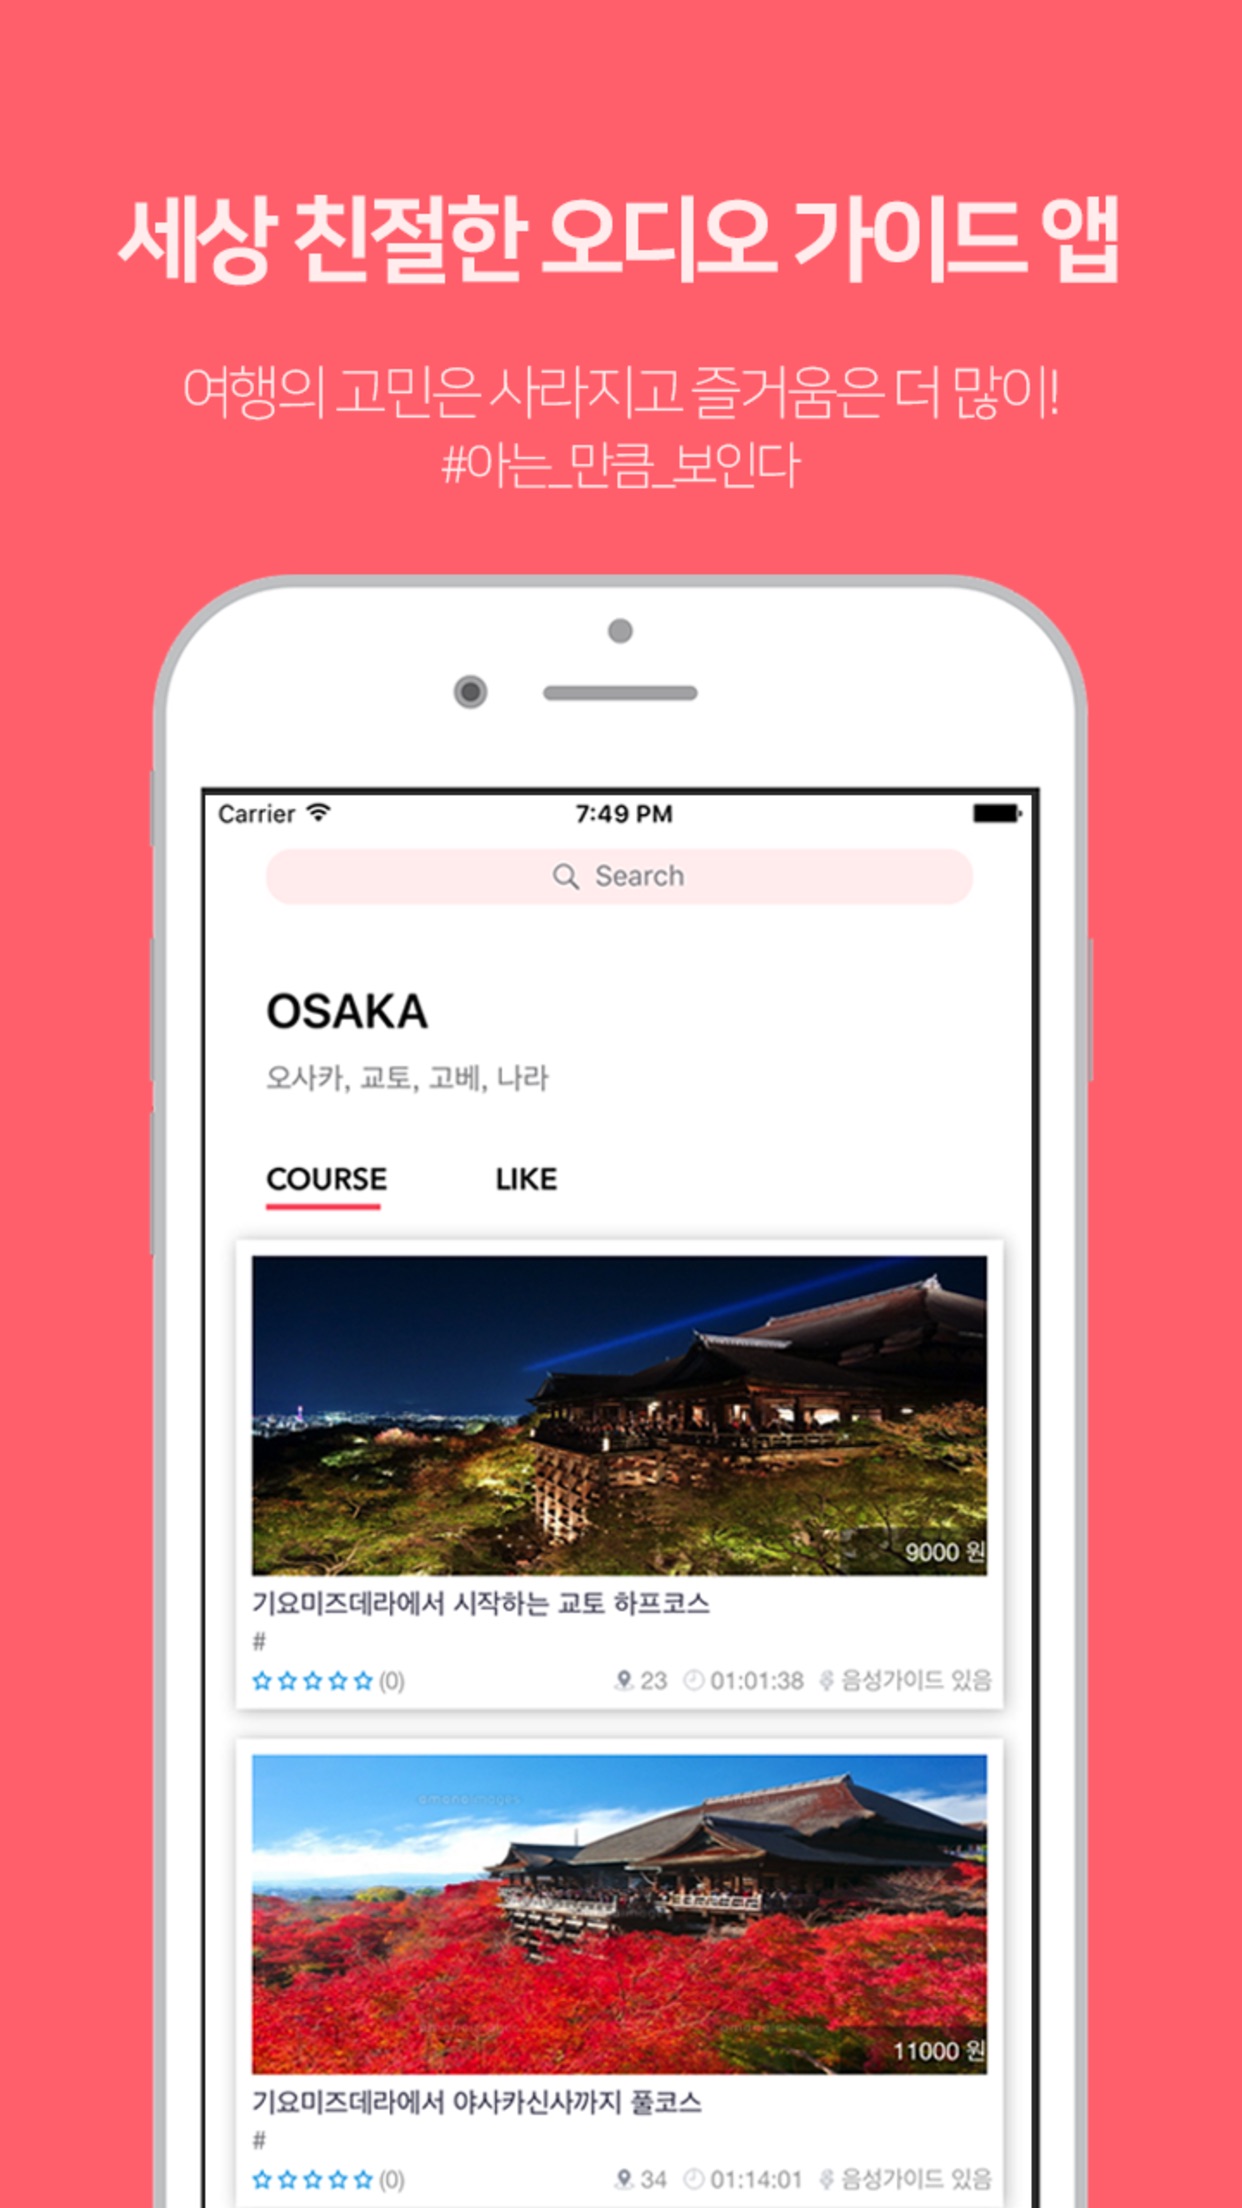 세상 친절한 오디오 가이드 앱
여행의 고민은 사라지고 즐거움은 더 많이!
#아는_만큼_보인다
Carrier 7:49 PM
Search
OSAKA
오사카, 교토, 고베, 나라
COURSE LIKE
9000 원
기요미즈데라에서 시작하는 교토 하프코스
#
(0) 23 01:01:38 음성가이드 있음
amanaimages
11000 원
기요미즈데라에서 야사카신사까지 풀코스
#
(0) 34 01:14:01 음성가이드 있음